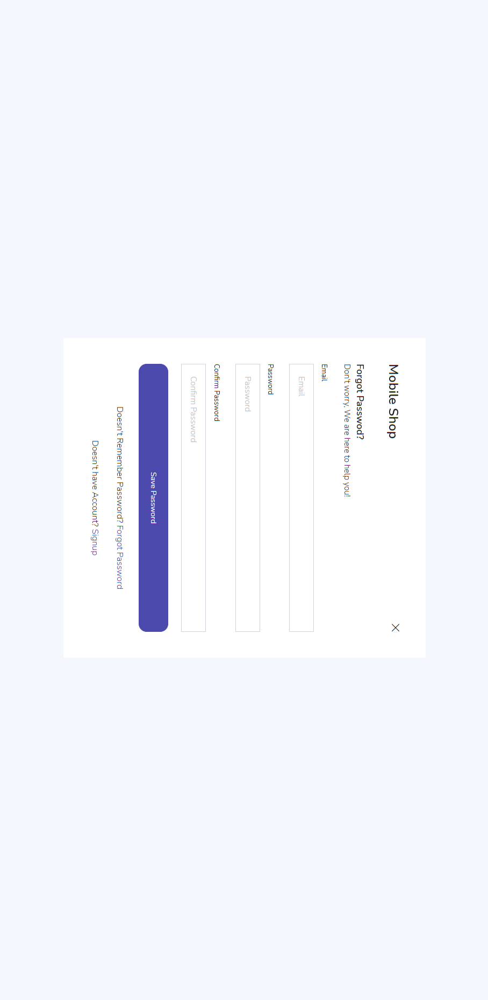 Mobile Shop
Forgot Passwod?
Don't worry, We are here to help you!
Email
Email
Password
Password
Confirm Password
Confirm Password
Save Password
Doesn't Remember Password? Forgot Password
Doesn't have Account? Signup